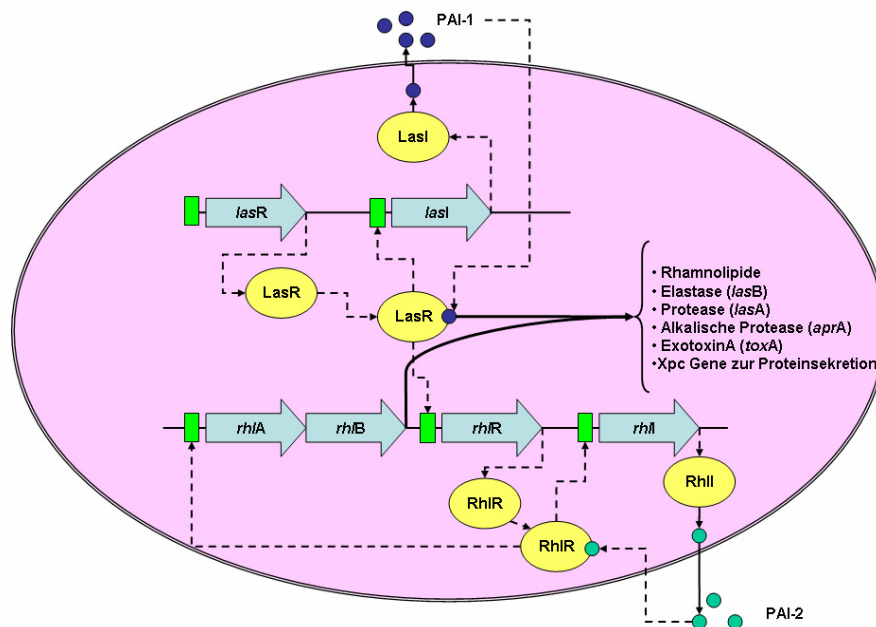 PAI-1
LasI
lasR
lasI
LasR
LasR
• Rhamnolipide
• Elastase (lasB)
• Protease (lasA)
• Alkalische Protease (aprA)
• ExotoxinA (toxA)
•Xpc Gene zur Proteinsekretion
rhlA
rhlB
rhlR
rhlI
RhlR
RhlI
RhlR
PAI-2